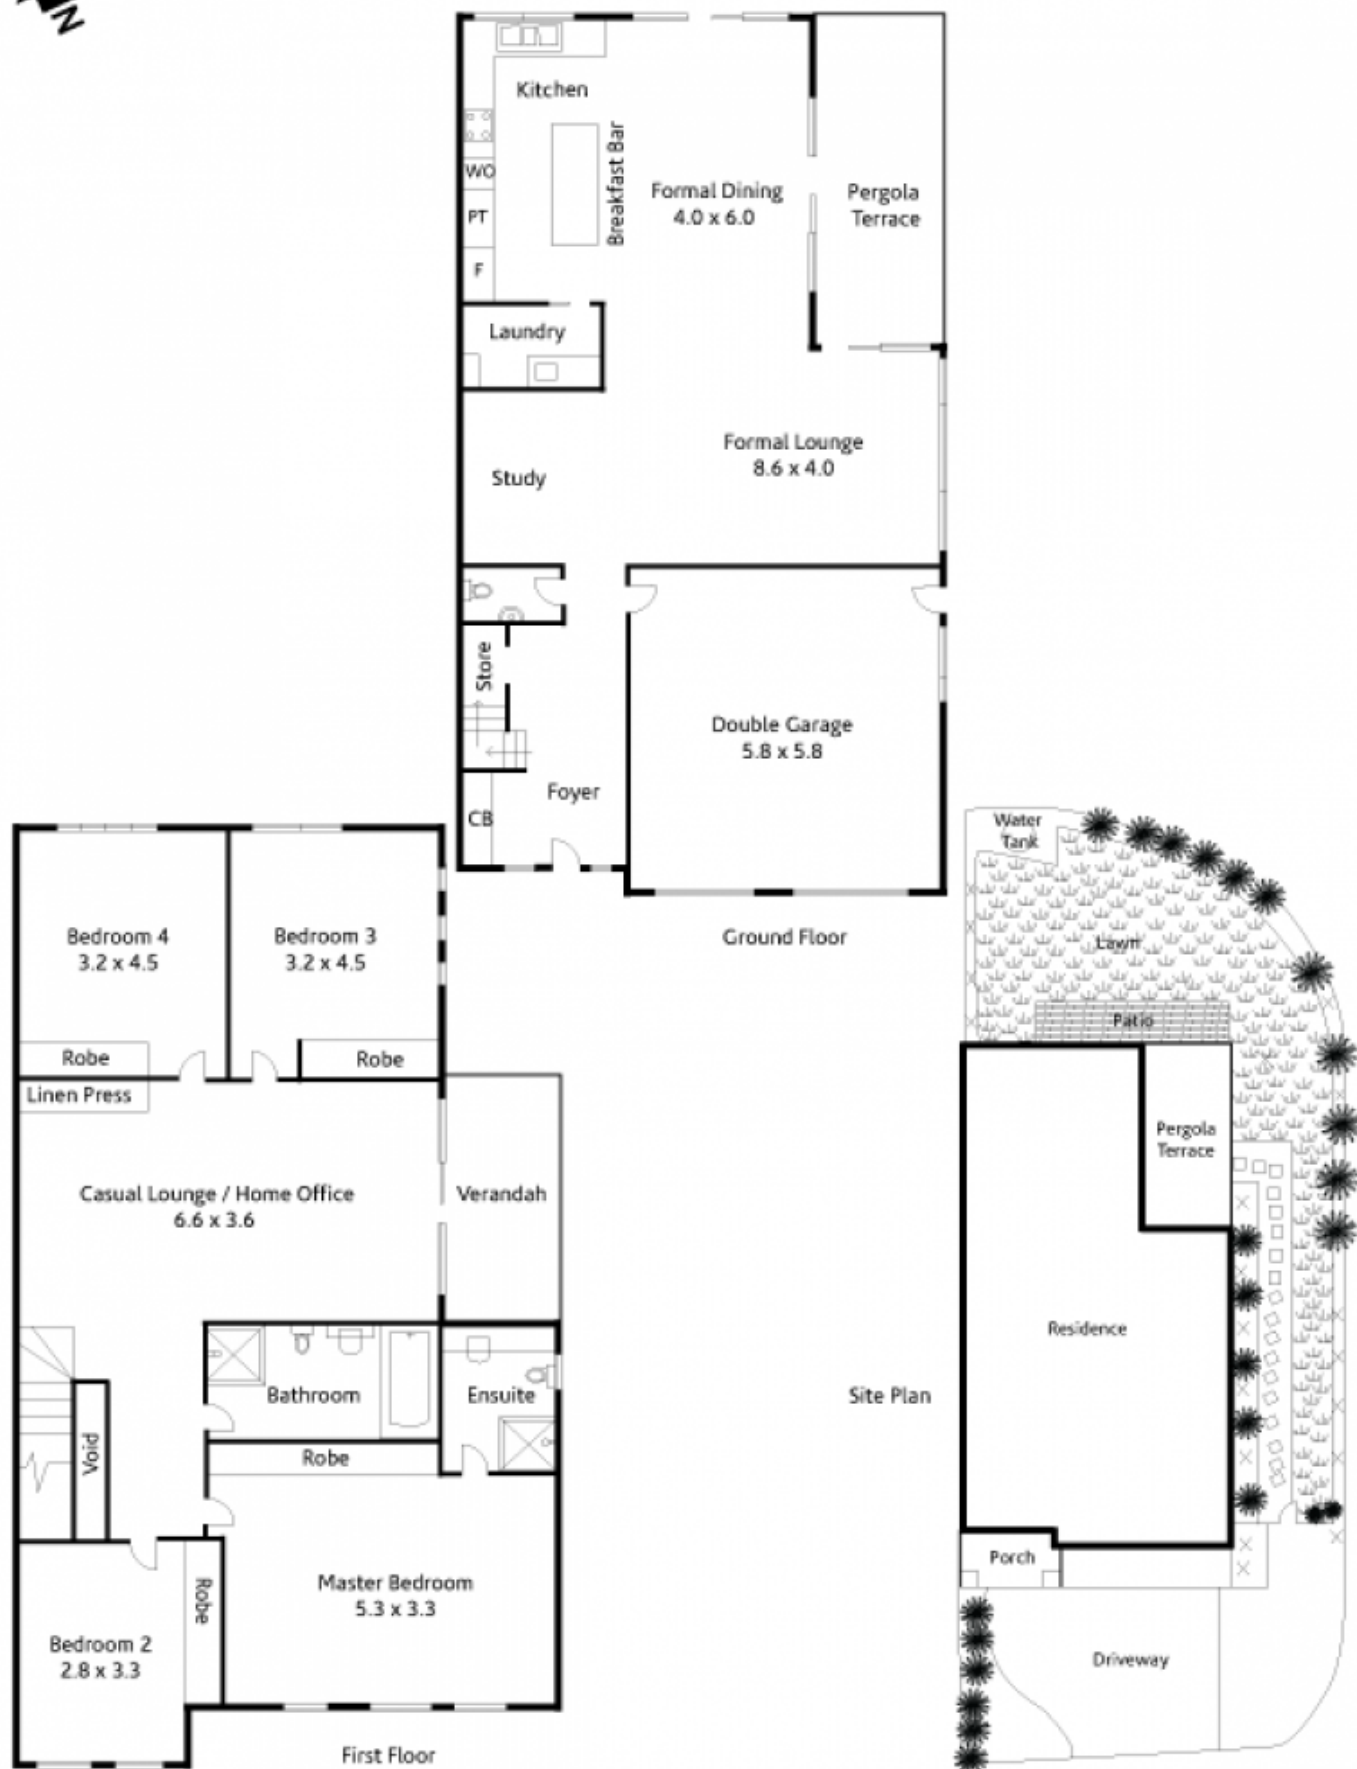 N
Kitchen
Breakfast Bar
WO
PT
F
Formal Dining
4.0 x 6.0
Pergola
Terrace
Laundry
Formal Lounge
8.6 x 4.0
Study
Store
Double Garage
5.8 x 5.8
Foyer
CB
Ground Floor
Bedroom 4
3.2 x 4.5
Bedroom 3
3.2 x 4.5
Robe
Robe
Linen Press
Casual Lounge / Home Office
6.6 x 3.6
Verandah
Bathroom
Ensuite
Void
Robe
Master Bedroom
5.3 x 3.3
Robe
Bedroom 2
2.8 x 3.3
First Floor
Water
Tank
Lawn
Patio
Pergola
Terrace
Residence
Site Plan
Porch
Driveway